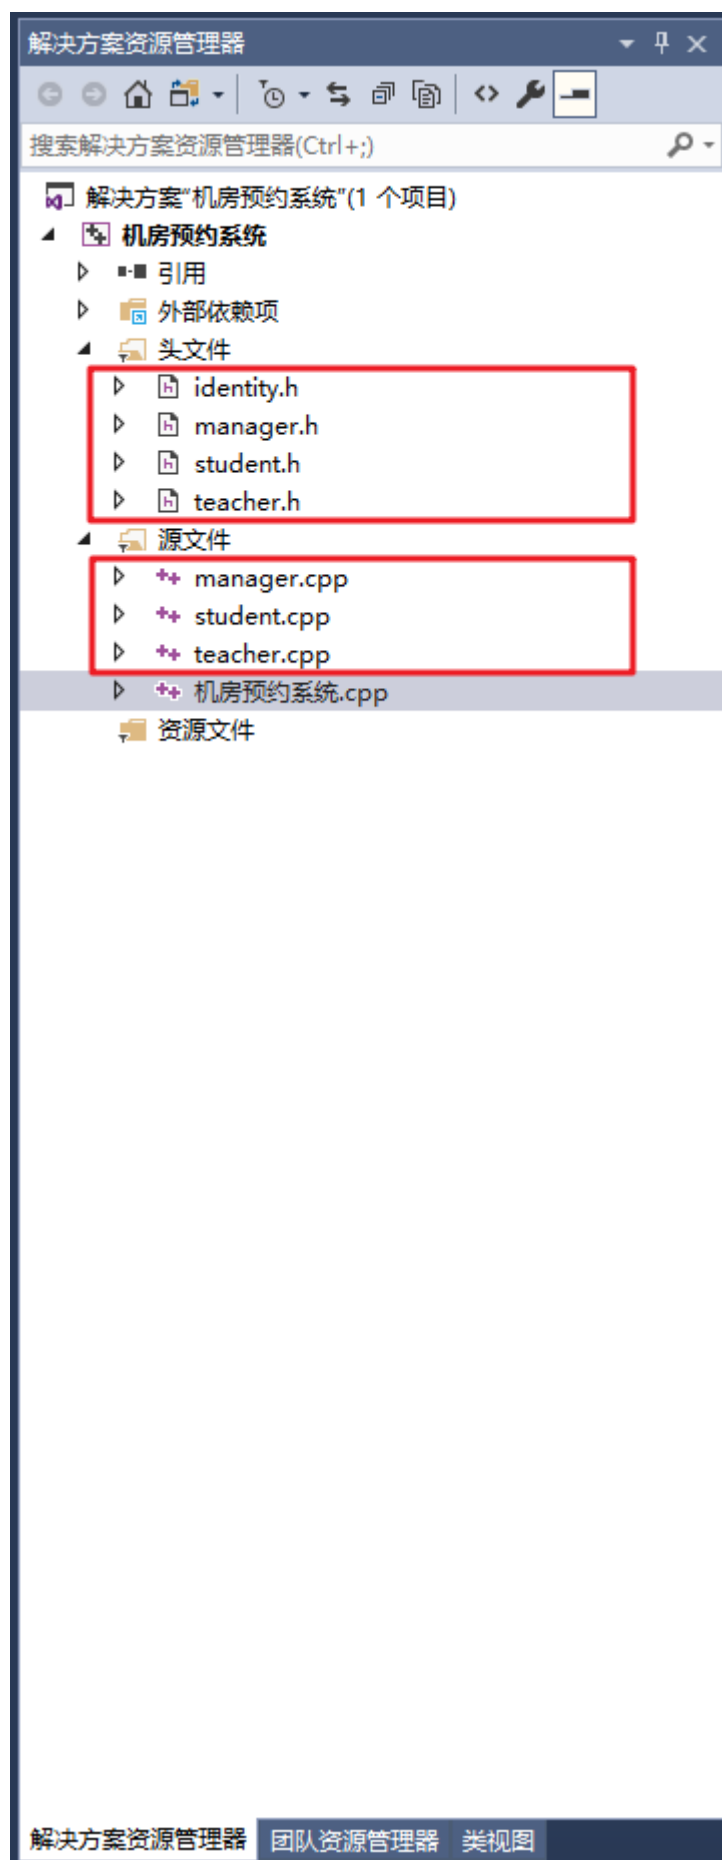 解决方案资源管理器
搜索解决方案资源管理器(Ctrl+;)
解决方案"机房预约系统"(1 个项目)
机房预约系统
引用
外部依赖项
头文件
identity.h
manager.h
student.h
teacher.h
源文件
manager.cpp
student.cpp
teacher.cpp
机房预约系统.cpp
资源文件
解决方案资源管理器 团队资源管理器 类视图